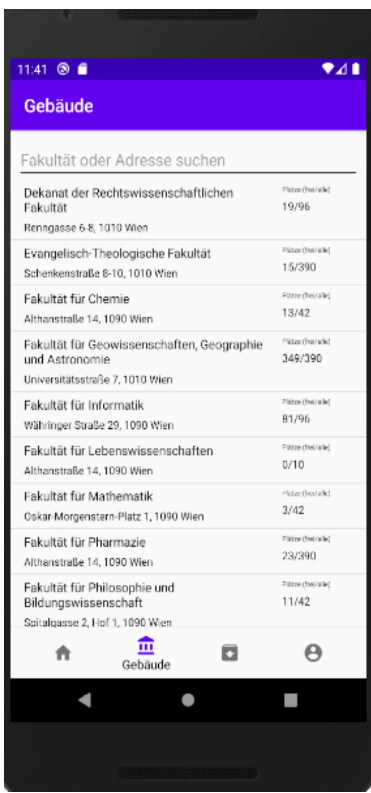 11:41
Gebäude
Fakultät oder Adresse suchen
Dekanat der Rechtswissenschaftlichen
Fakultät
Plätze (frei/alle)
19/96
Renngasse 6-8, 1010 Wien
Evangelisch-Theologische Fakultät
Plätze (frei/alle)
15/390
Schenkenstraße 8-10, 1010 Wien
Fakultät für Chemie
Plätze (frei/alle)
13/42
Althanstraße 14, 1090 Wien
Fakultät für Geowissenschaften, Geographie
und Astronomie
Plätze (frei/alle)
349/390
Universitätsstraße 7, 1010 Wien
Fakultät für Informatik
Plätze (frei/alle)
81/96
Währinger Straße 29, 1090 Wien
Fakultät für Lebenswissenschaften
Plätze (frei/alle)
0/10
Althanstraße 14, 1090 Wien
Fakultät für Mathematik
Plätze (frei/alle)
3/42
Oskar-Morgenstern-Platz 1, 1090 Wien
Fakultät für Pharmazie
Plätze (frei/alle)
23/390
Althanstraße 14, 1090 Wien
Fakultät für Philosophie und
Bildungswissenschaft
Plätze (frei/alle)
11/42
Spitalgasse 2, Hof 1, 1090 Wien
Gebäude